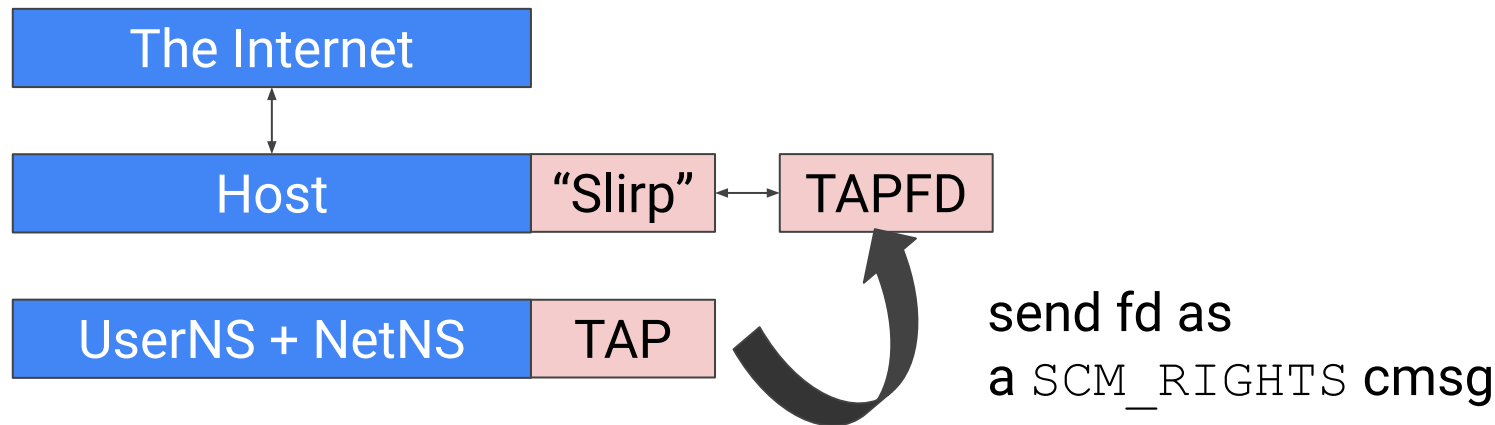 The Internet
Host
“Slirp”
TAPFD
UserNS + NetNS
TAP
send fd as
a SCM_RIGHTS cmsg